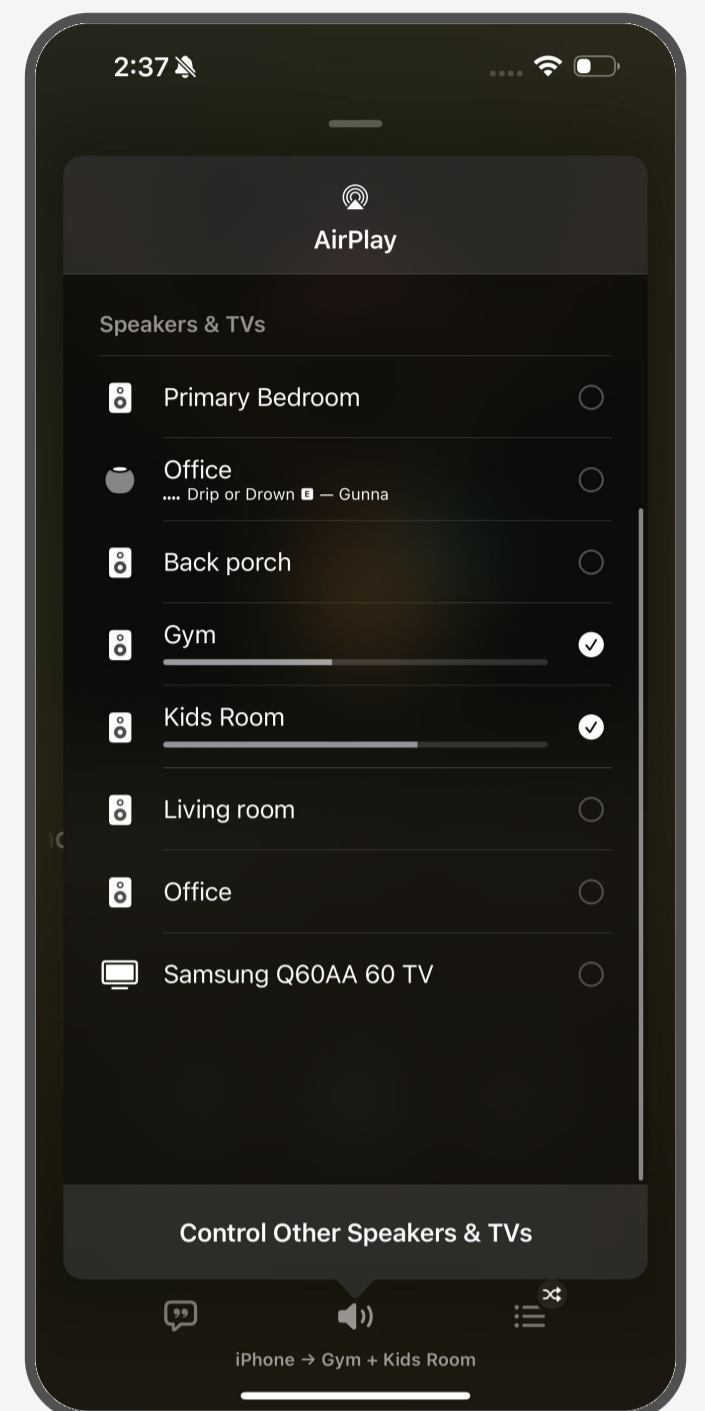 2:37
AirPlay
Speakers & TVs
Primary Bedroom
Office
Drip or Drown E — Gunna
Back porch
Gym
Kids Room
Living room
Office
Samsung Q60AA 60 TV
Control Other Speakers & TVs
iPhone → Gym + Kids Room